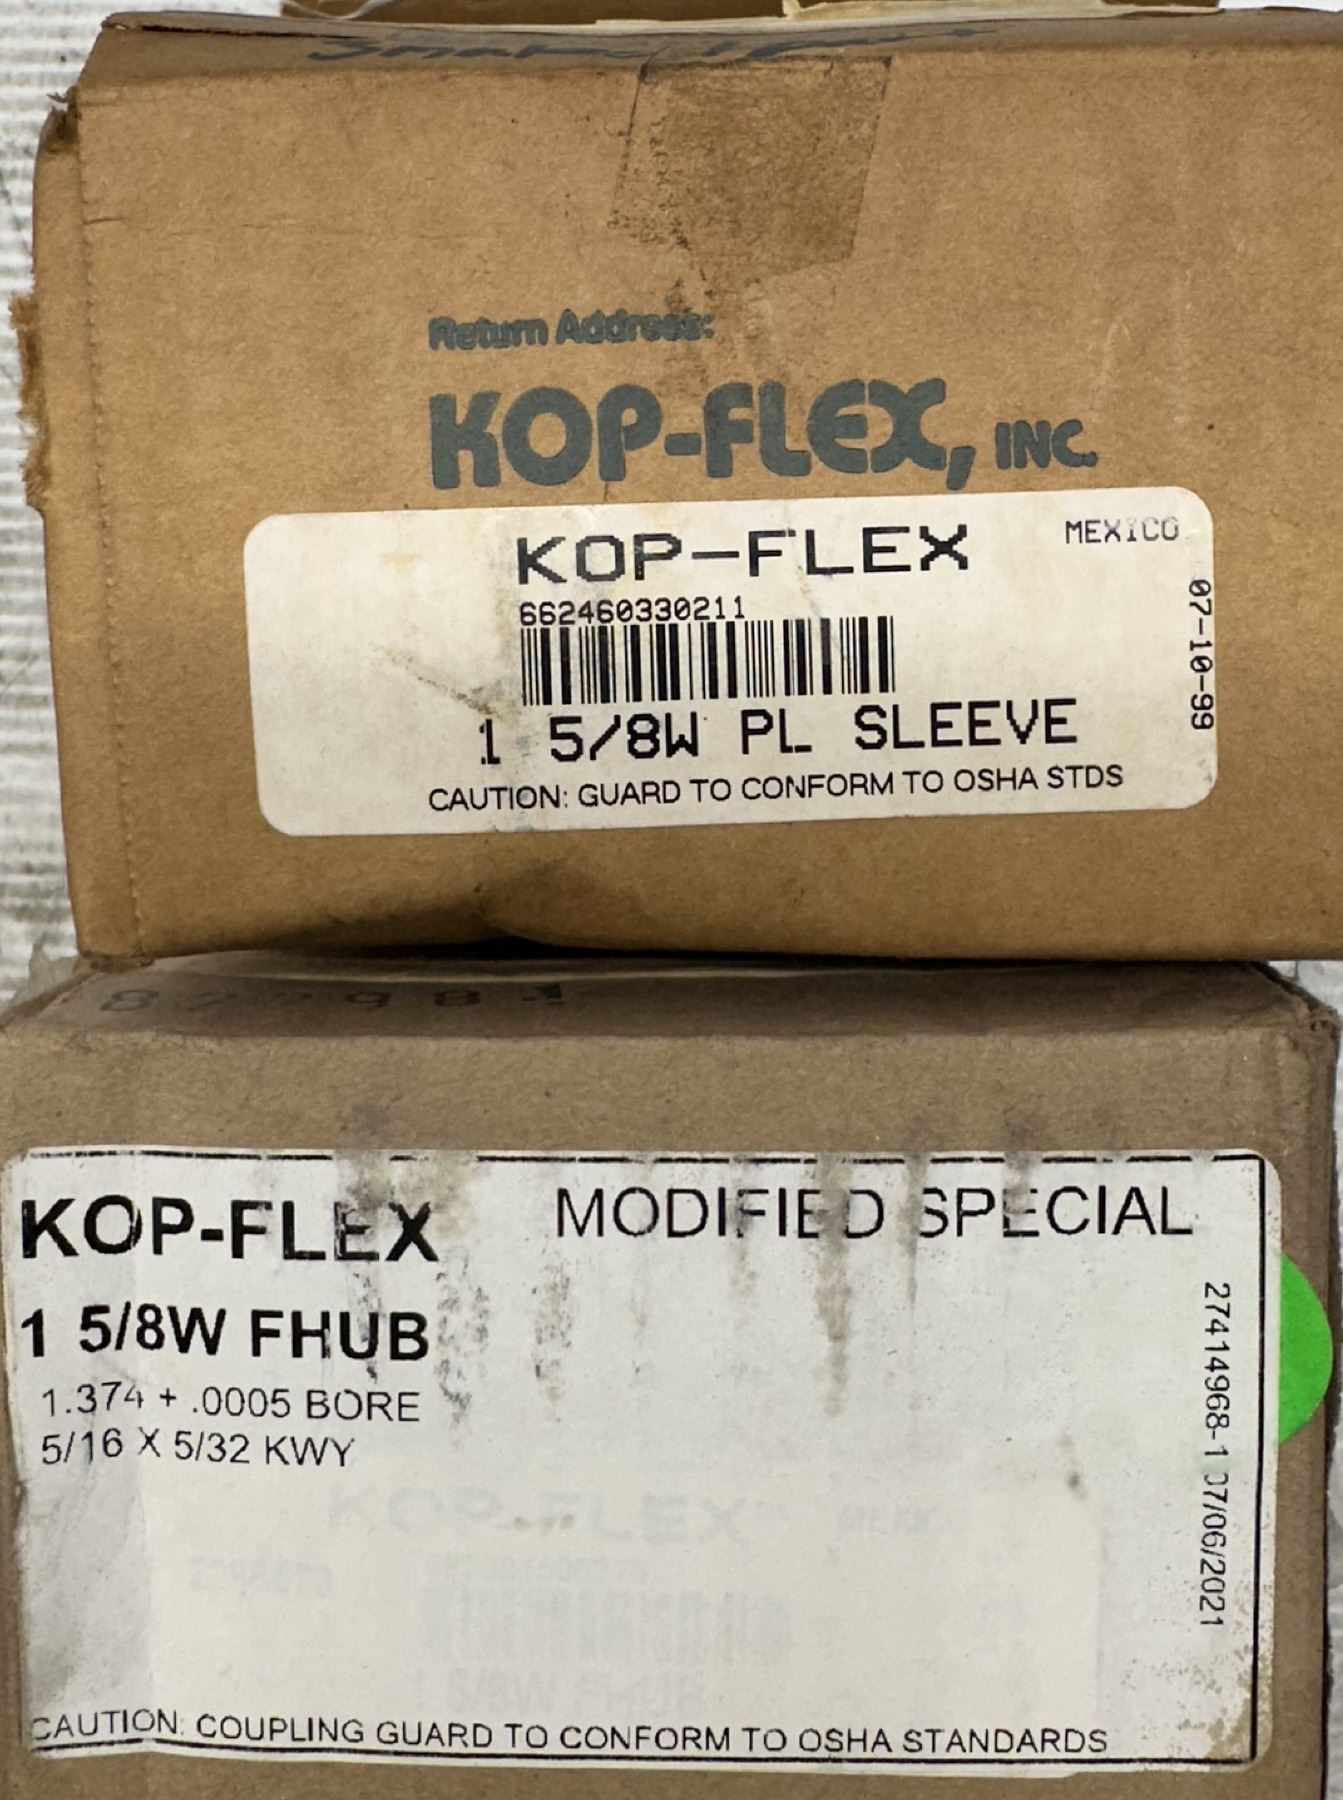 Return Address:
KOP-FLEX, INC.
KOP-FLEX
MEXICO
662460330211
07-10-99
1 5/8W PL SLEEVE
CAUTION: GUARD TO CONFORM TO OSHA STDS
KOP-FLEX
MODIFIED SPECIAL
1 5/8W FHUB
1.374 + .0005 BORE
5/16 X 5/32 KWY
27414968-1 07/06/2021
CAUTION: COUPLING GUARD TO CONFORM TO OSHA STANDARDS